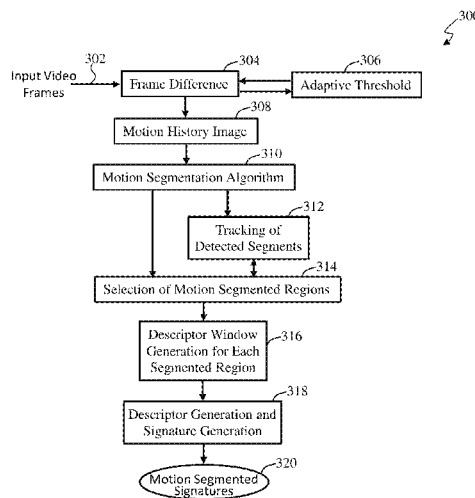 300
302
304
306
Input Video
Frames
Frame Difference
Adaptive Threshold
308
Motion History Image
310
Motion Segmentation Algorithm
312
Tracking of
Detected Segments
314
Selection of Motion Segmented Regions
316
Descriptor Window
Generation for Each
Segmented Region
318
Descriptor Generation and
Signature Generation
Motion Segmented
Signatures
320